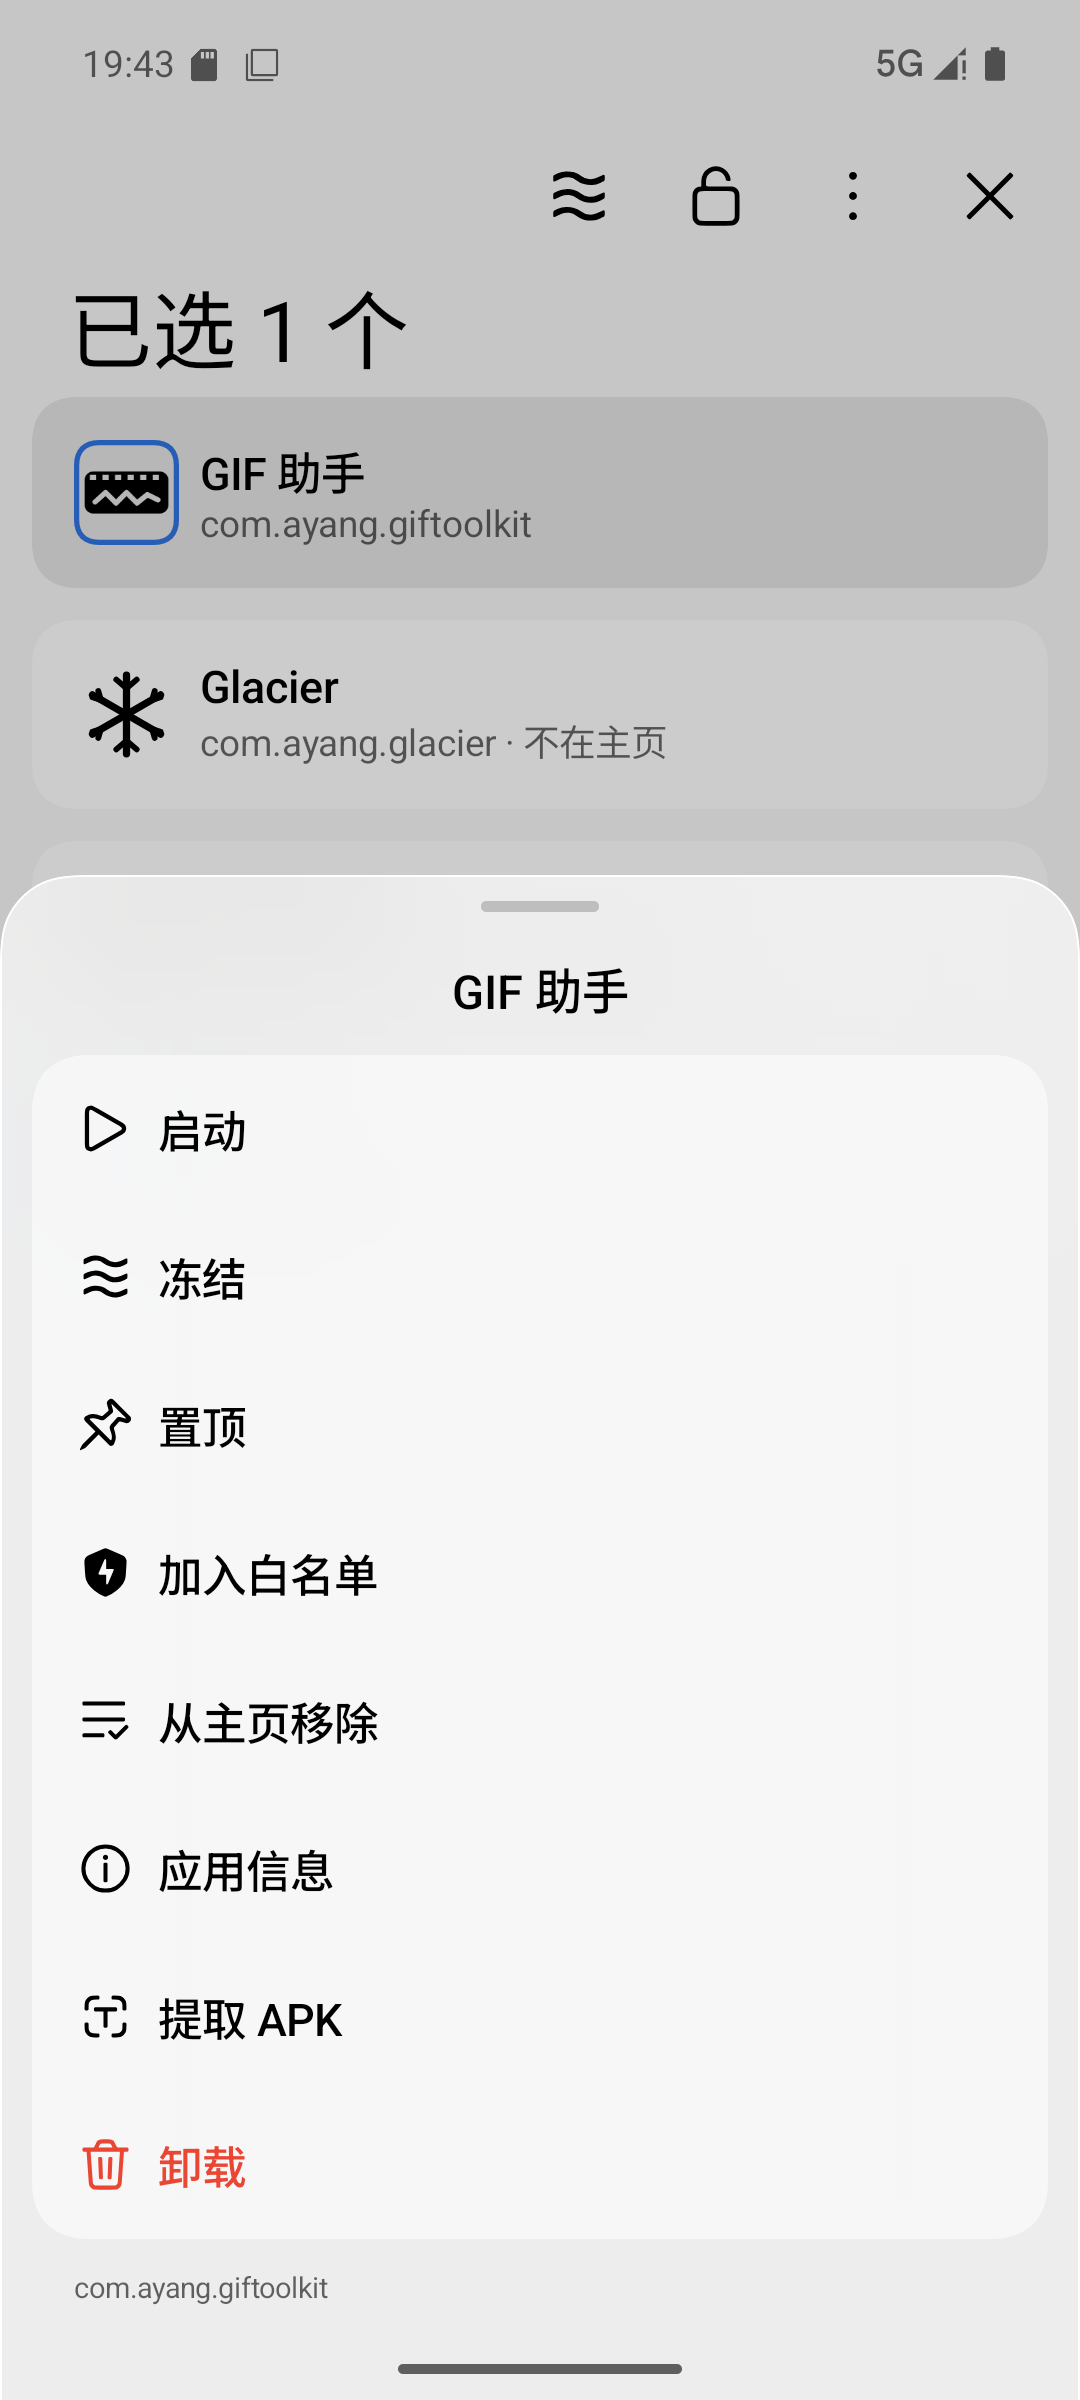 19:43
5G
已选 1 个
GIF 助手
com.ayang.giftoolkit
Glacier
com.ayang.glacier · 不在主页
GIF 助手
启动
冻结
置顶
加入白名单
从主页移除
应用信息
提取 APK
卸载
com.ayang.giftoolkit